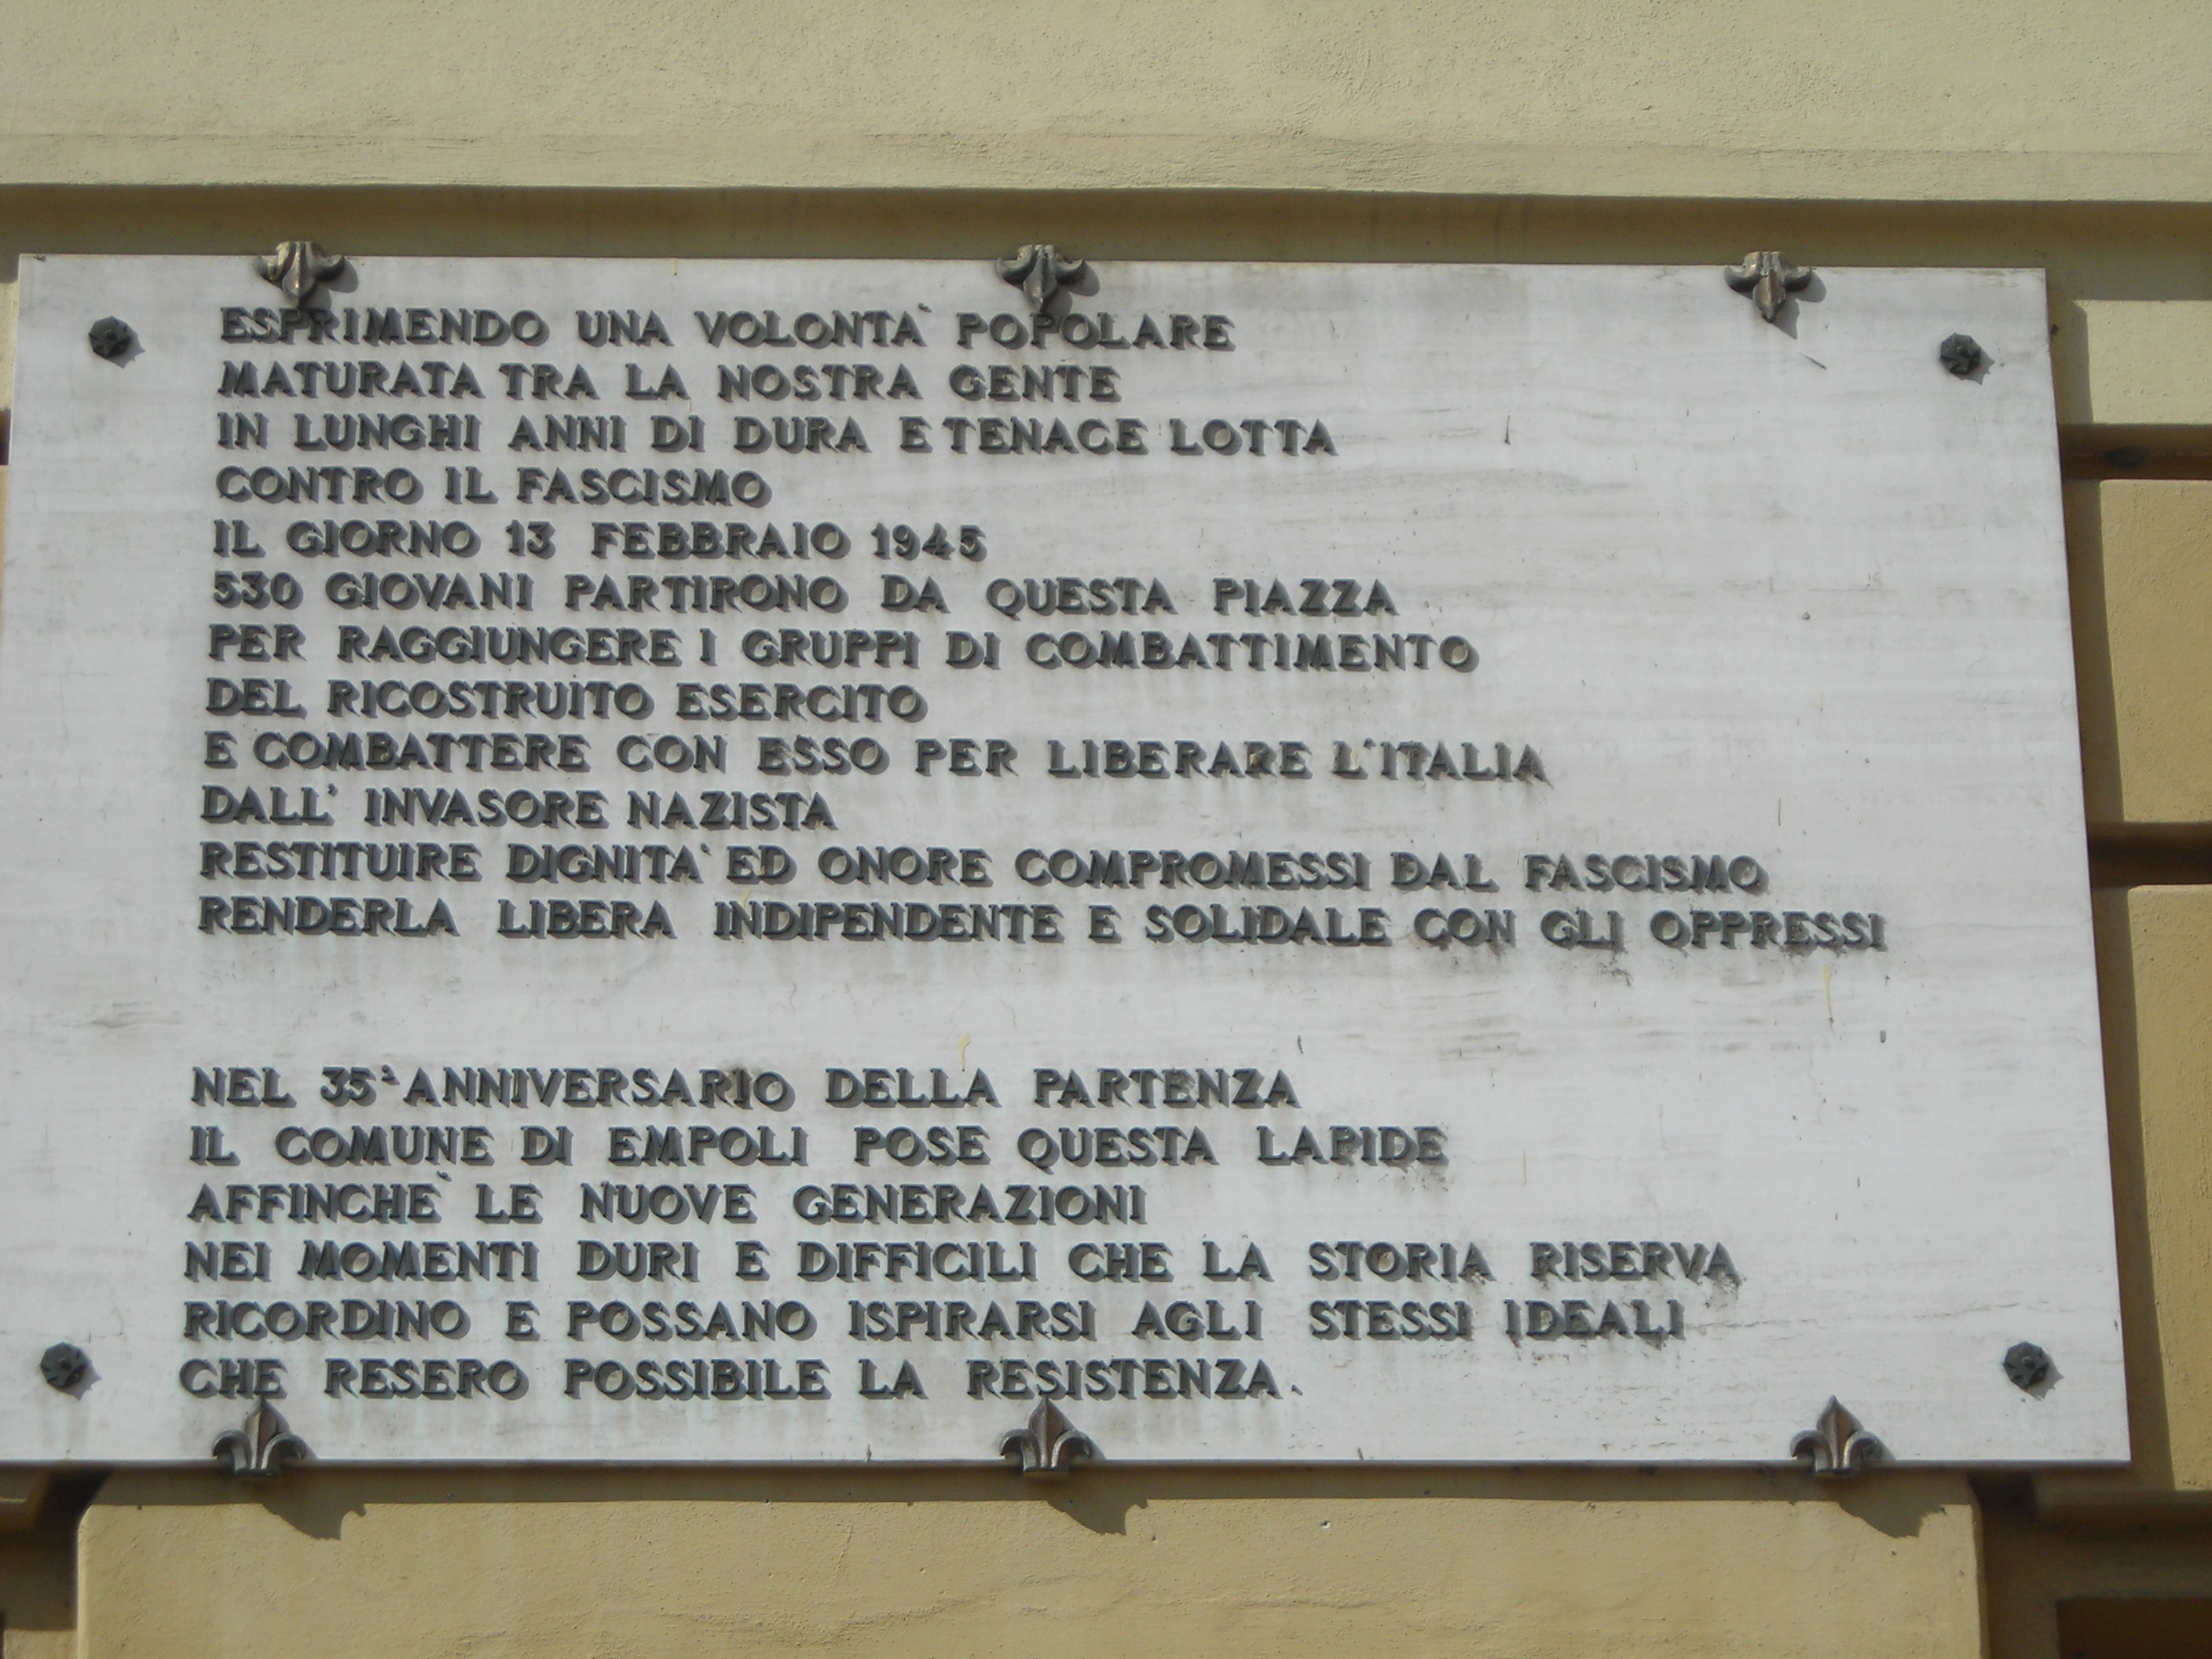 ESPRIMENDO UNA VOLONTA' POPOLARE
MATURATA TRA LA NOSTRA GENTE
IN LUNGHI ANNI DI DURA E TENACE LOTTA
CONTRO IL FASCISMO
IL GIORNO 13 FEBBRAIO 1945
530 GIOVANI PARTIRONO DA QUESTA PIAZZA
PER RAGGIUNGERE I GRUPPI DI COMBATTIMENTO
DEL RICOSTRUITO ESERCITO
E COMBATTERE CON ESSO PER LIBERARE L'ITALIA
DALL' INVASORE NAZISTA
RESTITUIRE DIGNITA' ED ONORE COMPROMESSI DAL FASCISMO
RENDERLA LIBERA INDIPENDENTE E SOLIDALE CON GLI OPPRESSI
NEL 35° ANNIVERSARIO DELLA PARTENZA
IL COMUNE DI EMPOLI POSE QUESTA LAPIDE
AFFINCHE' LE NUOVE GENERAZIONI
NEI MOMENTI DURI E DIFFICILI CHE LA STORIA RISERVA
RICORDINO E POSSANO ISPIRARSI AGLI STESSI IDEALI
CHE RESERO POSSIBILE LA RESISTENZA.